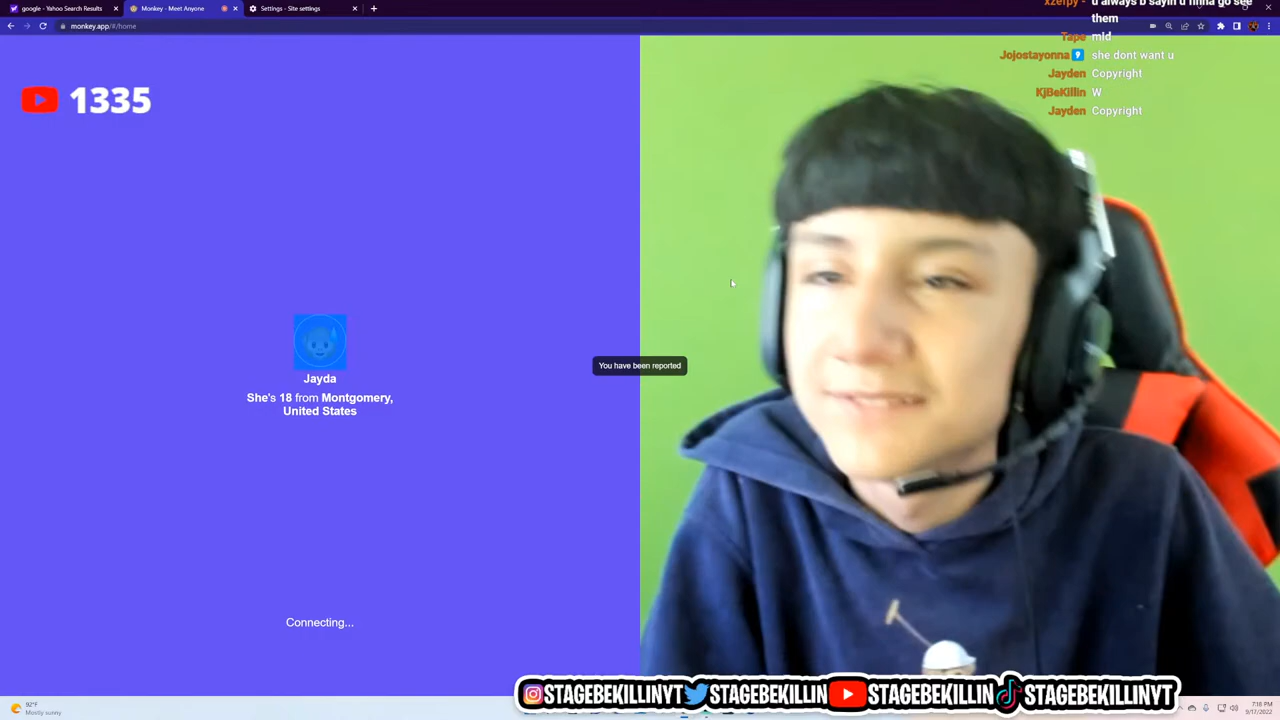 google - Yahoo Search Results
Monkey - Meet Anyone
Settings - Site settings
monkey.app/#/home
xzefpy - u always b sayin u finna go see
them
Tape mid
Jojostayonna she dont want u
Jayden Copyright
KjBeKillin W
Jayden Copyright
1335
You have been reported
Jayda
She's 18 from Montgomery,
United States
Connecting...
@STAGEBEKILLINYT @STAGEBEKILLIN @STAGEBEKILLIN @STAGEBEKILLINYT
92°F
Mostly sunny
7:16 PM
9/17/2022